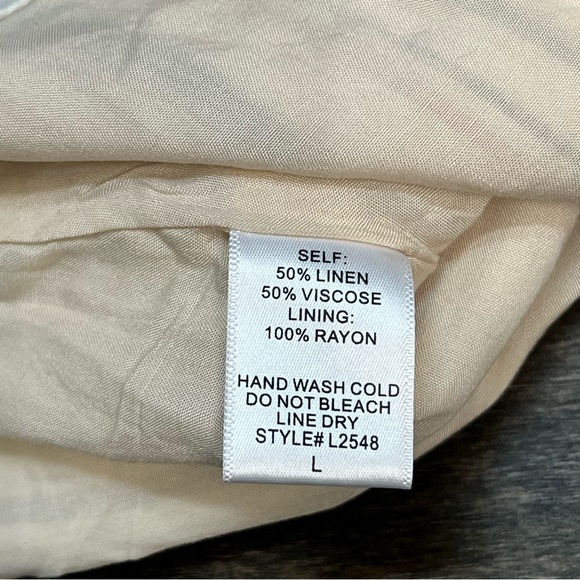 SELF:
50% LINEN
50% VISCOSE
LINING:
100% RAYON
HAND WASH COLD
DO NOT BLEACH
LINE DRY
STYLE# L2548
L